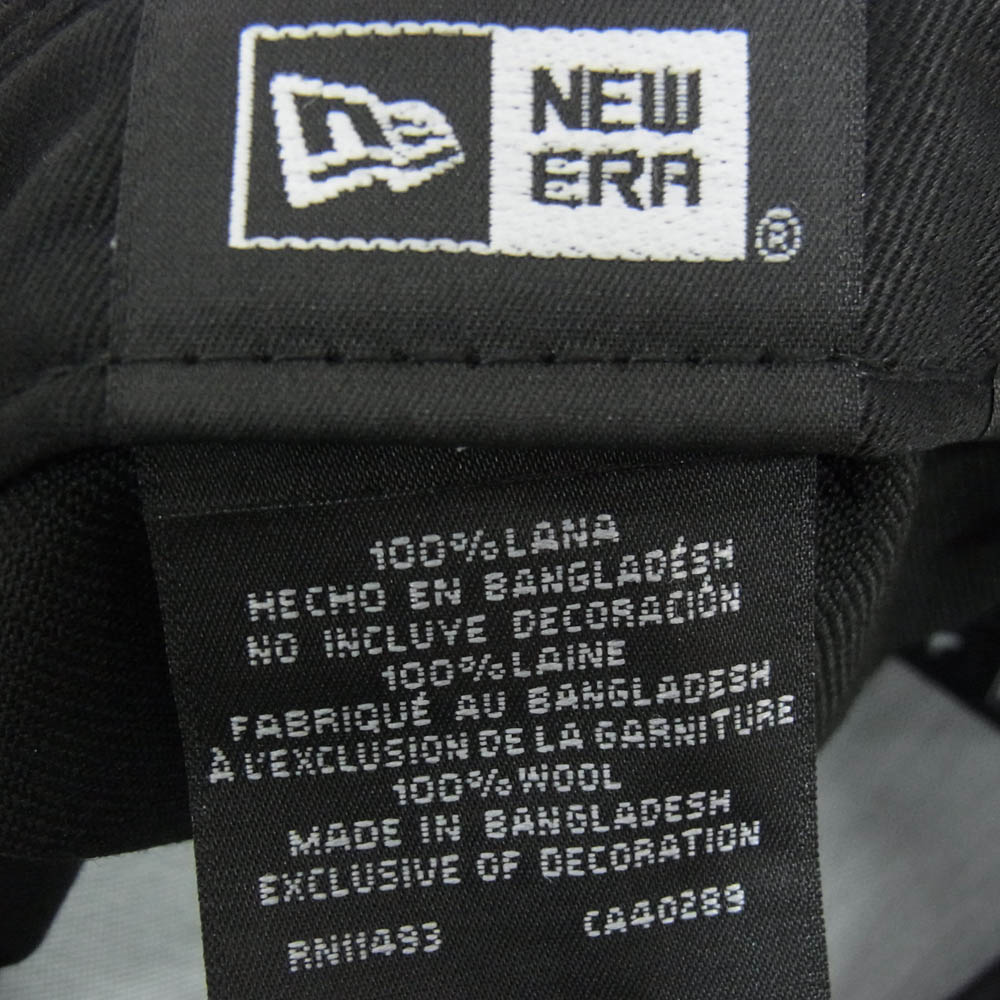 NEW
ERA
®
100% LANA
HECHO EN BANGLADÉSH
NO INCLUYE DECORACIÓN
100% LAINE
FABRIQUÉ AU BANGLADESH
À L'EXCLUSION DE LA GARNITURE
100% WOOL
MADE IN BANGLADESH
EXCLUSIVE OF DECORATION
RN11493 CA40289